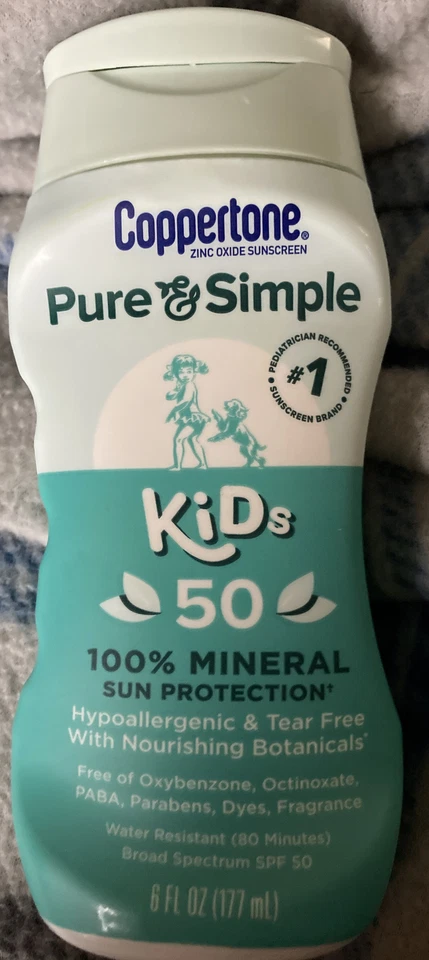 Coppertone®
ZINC OXIDE SUNSCREEN
Pure & Simple
PEDIATRICIAN RECOMMENDED
#1
SUNSCREEN BRAND
KiDs
50
100% MINERAL
SUN PROTECTION†
Hypoallergenic & Tear Free
With Nourishing Botanicals*
Free of Oxybenzone, Octinoxate,
PABA, Parabens, Dyes, Fragrance
Water Resistant (80 Minutes)
Broad Spectrum SPF 50
6 FL OZ (177 mL)